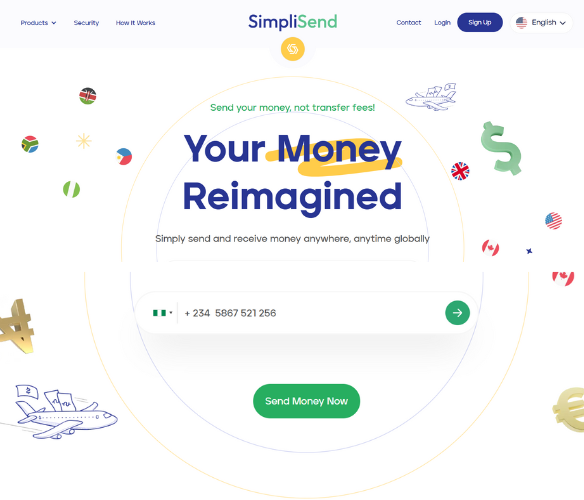 Products
Security
How It Works
SimpliSend
Contact
Login
Sign Up
English
Send your money, not transfer fees!
Your Money
Reimagined
Simply send and receive money anywhere, anytime globally
+ 234 5867 521 256
Send Money Now